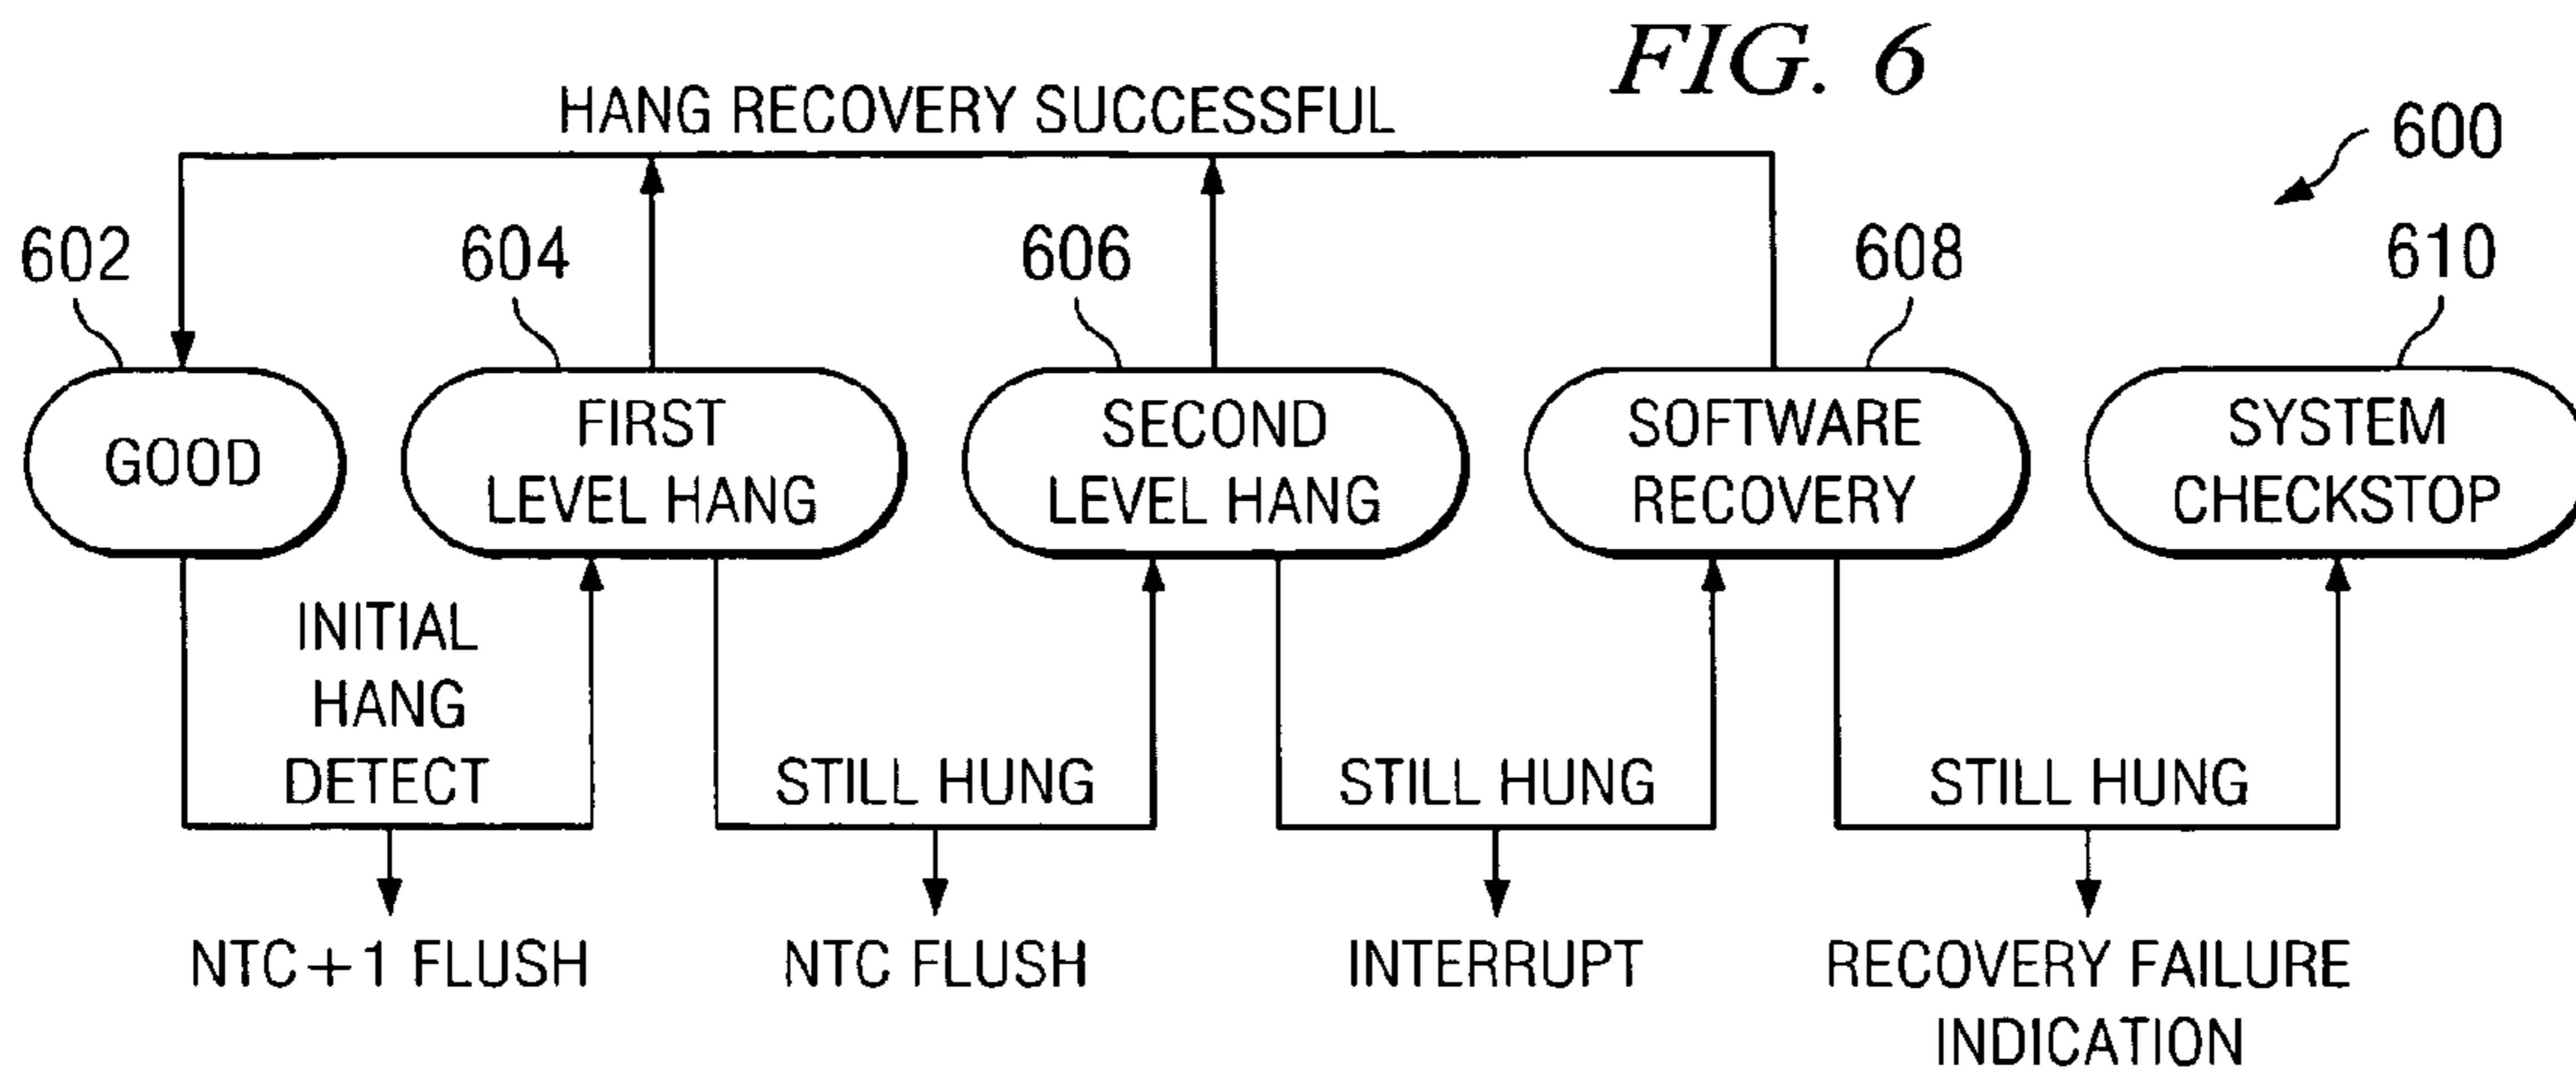 FIG. 6
HANG RECOVERY SUCCESSFUL
600
602
604
606
608
610
GOOD
FIRST
LEVEL HANG
SECOND
LEVEL HANG
SOFTWARE
RECOVERY
SYSTEM
CHECKSTOP
INITIAL
HANG
DETECT
STILL HUNG
STILL HUNG
STILL HUNG
NTC+1 FLUSH
NTC FLUSH
INTERRUPT
RECOVERY FAILURE
INDICATION